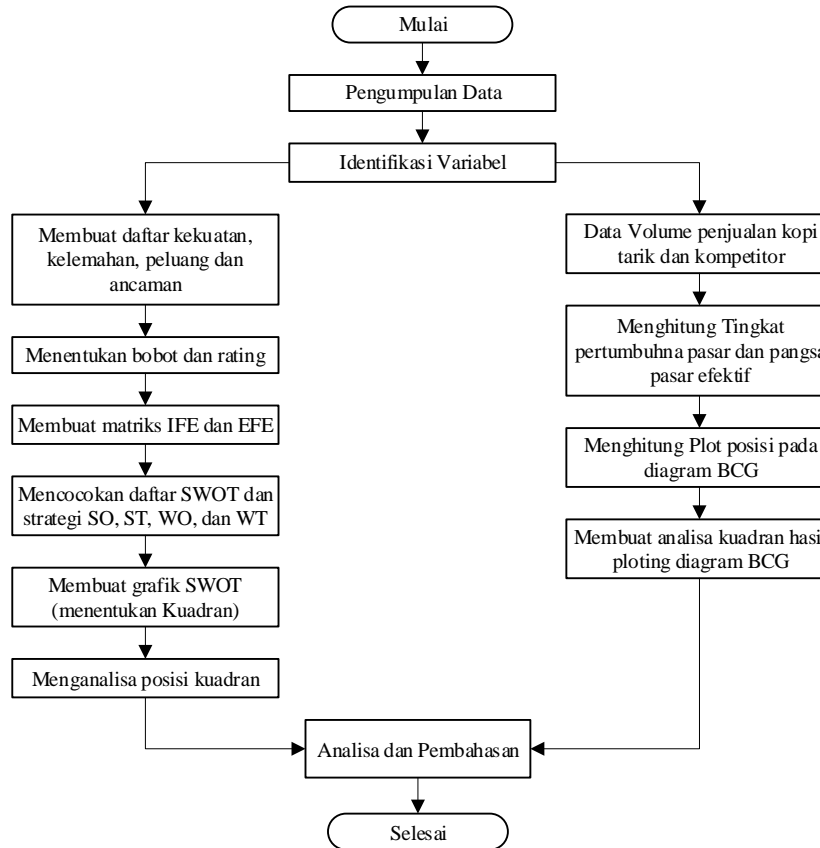 Mulai
Pengumpulan Data
Identifikasi Variabel
Membuat daftar kekuatan,
kelemahan, peluang dan
ancaman
Menentukan bobot dan rating
Membuat matriks IFE dan EFE
Mencocokan daftar SWOT dan
strategi SO, ST, WO, dan WT
Membuat grafik SWOT
(menentukan Kuadran)
Menganalisa posisi kuadran
Data Volume penjualan kopi
tarik dan kompetitor
Menghitung Tingkat
pertumbuhna pasar dan pangsa
pasar efektif
Menghitung Plot posisi pada
diagram BCG
Membuat analisa kuadran hasil
ploting diagram BCG
Analisa dan Pembahasan
Selesai